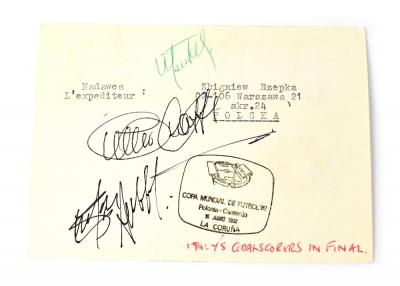 Nadawca
L'expediteur :
Zbigniew Rzepka
02-106 Warszawa 21
skr.24
POLSKA
COPA MUNDIAL DE FUTBOL'82
Polonia - Camerún
19 JUNIO 1982
LA CORUÑA
ITALY'S GOALSCORERS IN FINAL.